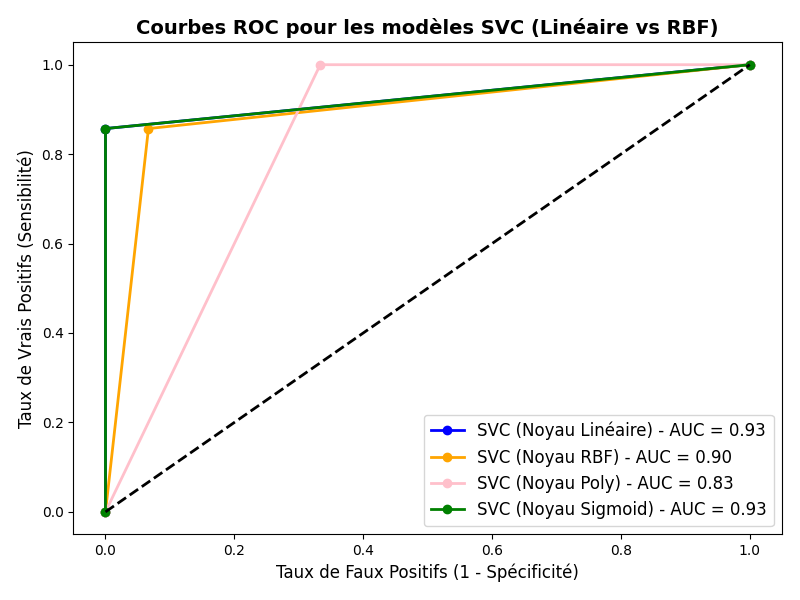 Courbes ROC pour les modèles SVC (Linéaire vs RBF)
Taux de Vrais Positifs (Sensibilité)
1.0
0.8
0.6
0.4
0.2
0.0
SVC (Noyau Linéaire) - AUC = 0.93
SVC (Noyau RBF) - AUC = 0.90
SVC (Noyau Poly) - AUC = 0.83
SVC (Noyau Sigmoid) - AUC = 0.93
0.0 0.2 0.4 0.6 0.8 1.0
Taux de Faux Positifs (1 - Spécificité)